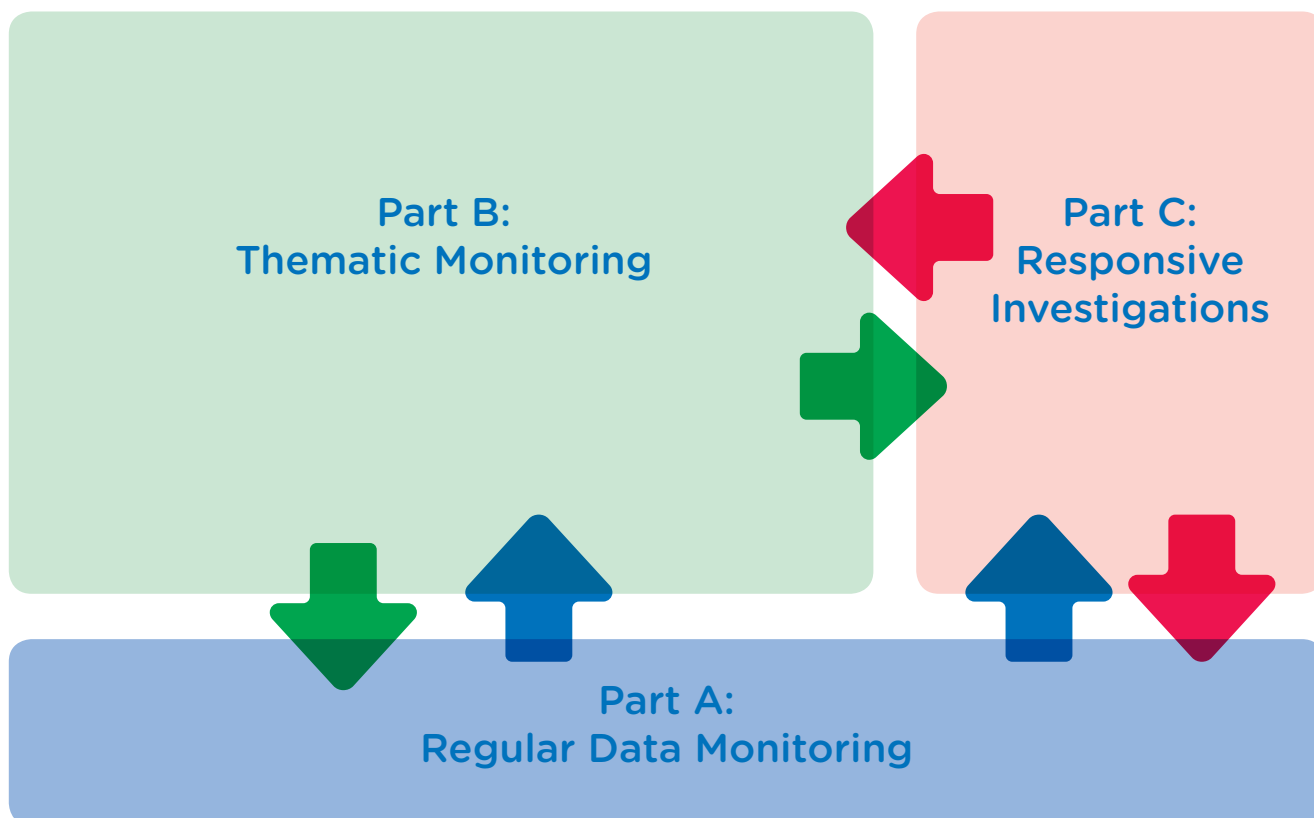 Part B:
Thematic Monitoring
Part C:
Responsive
Investigations
Part A:
Regular Data Monitoring